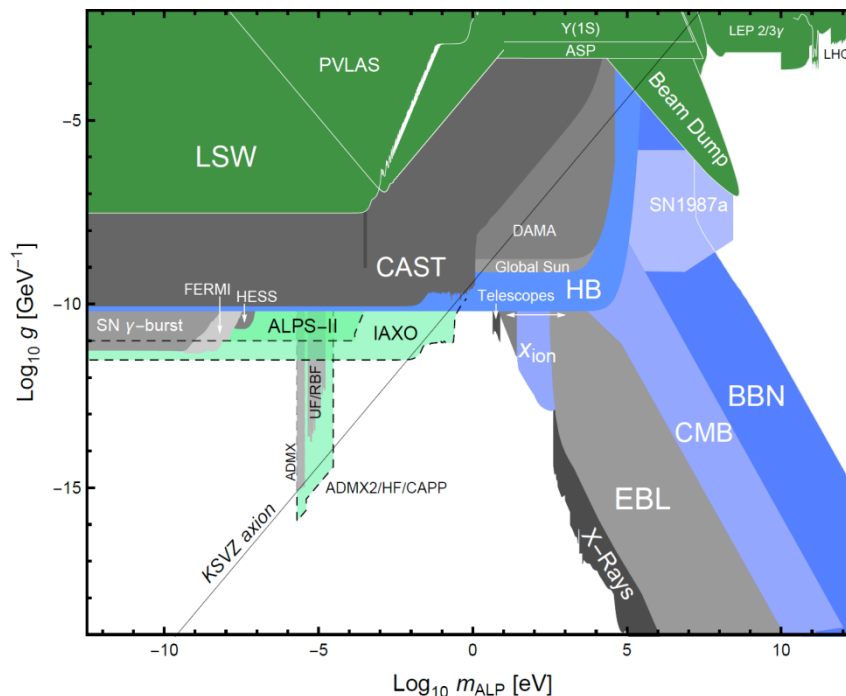 Y(1S)
LEP 2/3γ
ASP
LHC
PVLAS
Beam Dump
−5
LSW
SN1987a
DAMA
CAST
Global Sun
FERMI
HESS
Telescopes
HB
−10
SN γ−burst
ALPS−II
IAXO
xion
UF/RBF
BBN
CMB
ADMX
ADMX2/HF/CAPP
−15
EBL
KSVZ axion
X−Rays
−10
−5
0
5
10
Log10 mALP [eV]
Log10 g [GeV−1]